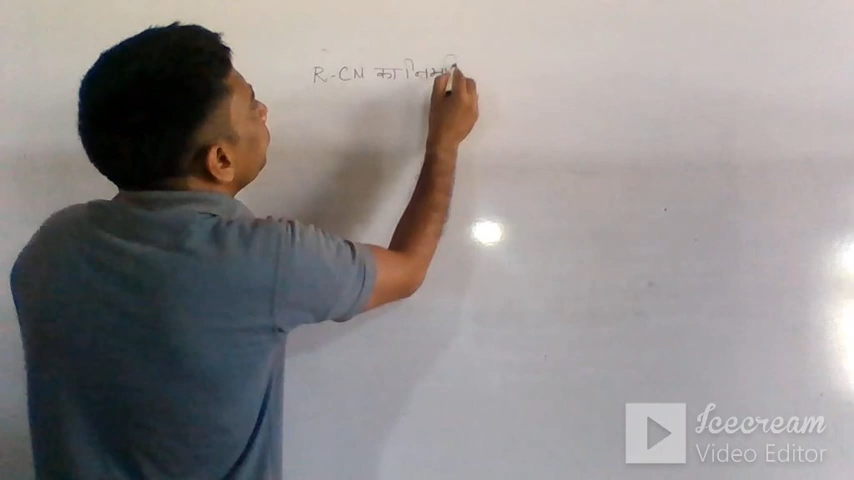 R-CN का
Icecream
Video Editor